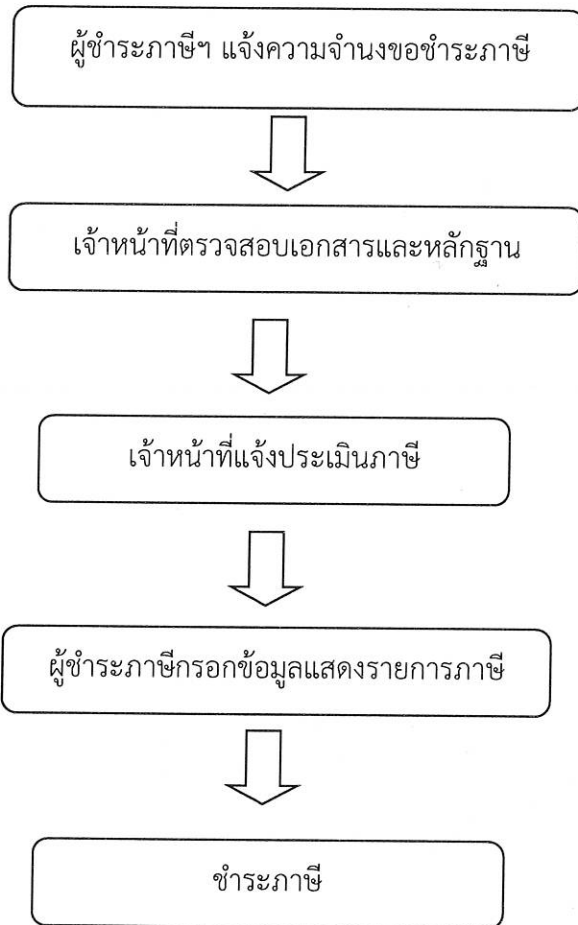 ผู้ชำระภาษีฯ แจ้งความจำนงขอชำระภาษี
เจ้าหน้าที่ตรวจสอบเอกสารและหลักฐาน
เจ้าหน้าที่แจ้งประเมินภาษี
ผู้ชำระภาษีกรอกข้อมูลแสดงรายการภาษี
ชำระภาษี